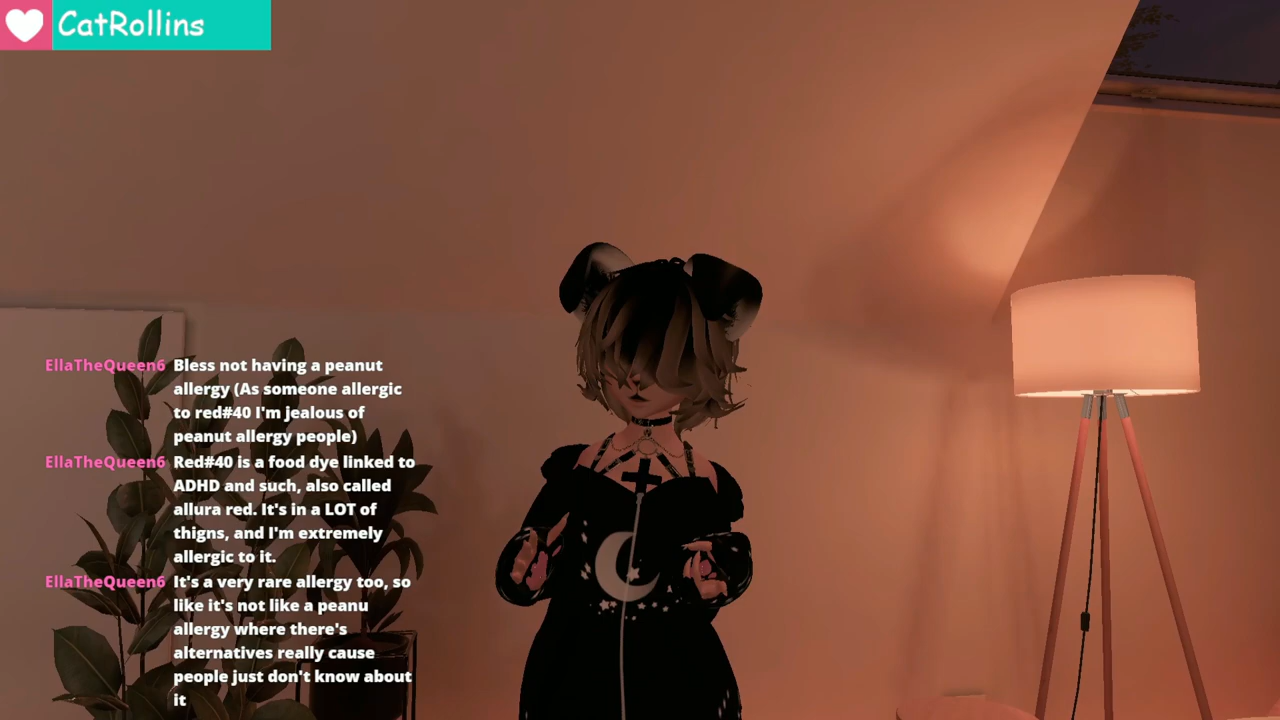 CatRollins
EllaTheQueen6 Bless not having a peanut
allergy (As someone allergic
to red#40 I'm jealous of
peanut allergy people)
EllaTheQueen6 Red#40 is a food dye linked to
ADHD and such, also called
allura red. It's in a LOT of
thigns, and I'm extremely
allergic to it.
EllaTheQueen6 It's a very rare allergy too, so
like it's not like a peanu
allergy where there's
alternatives really cause
people just don't know about
it